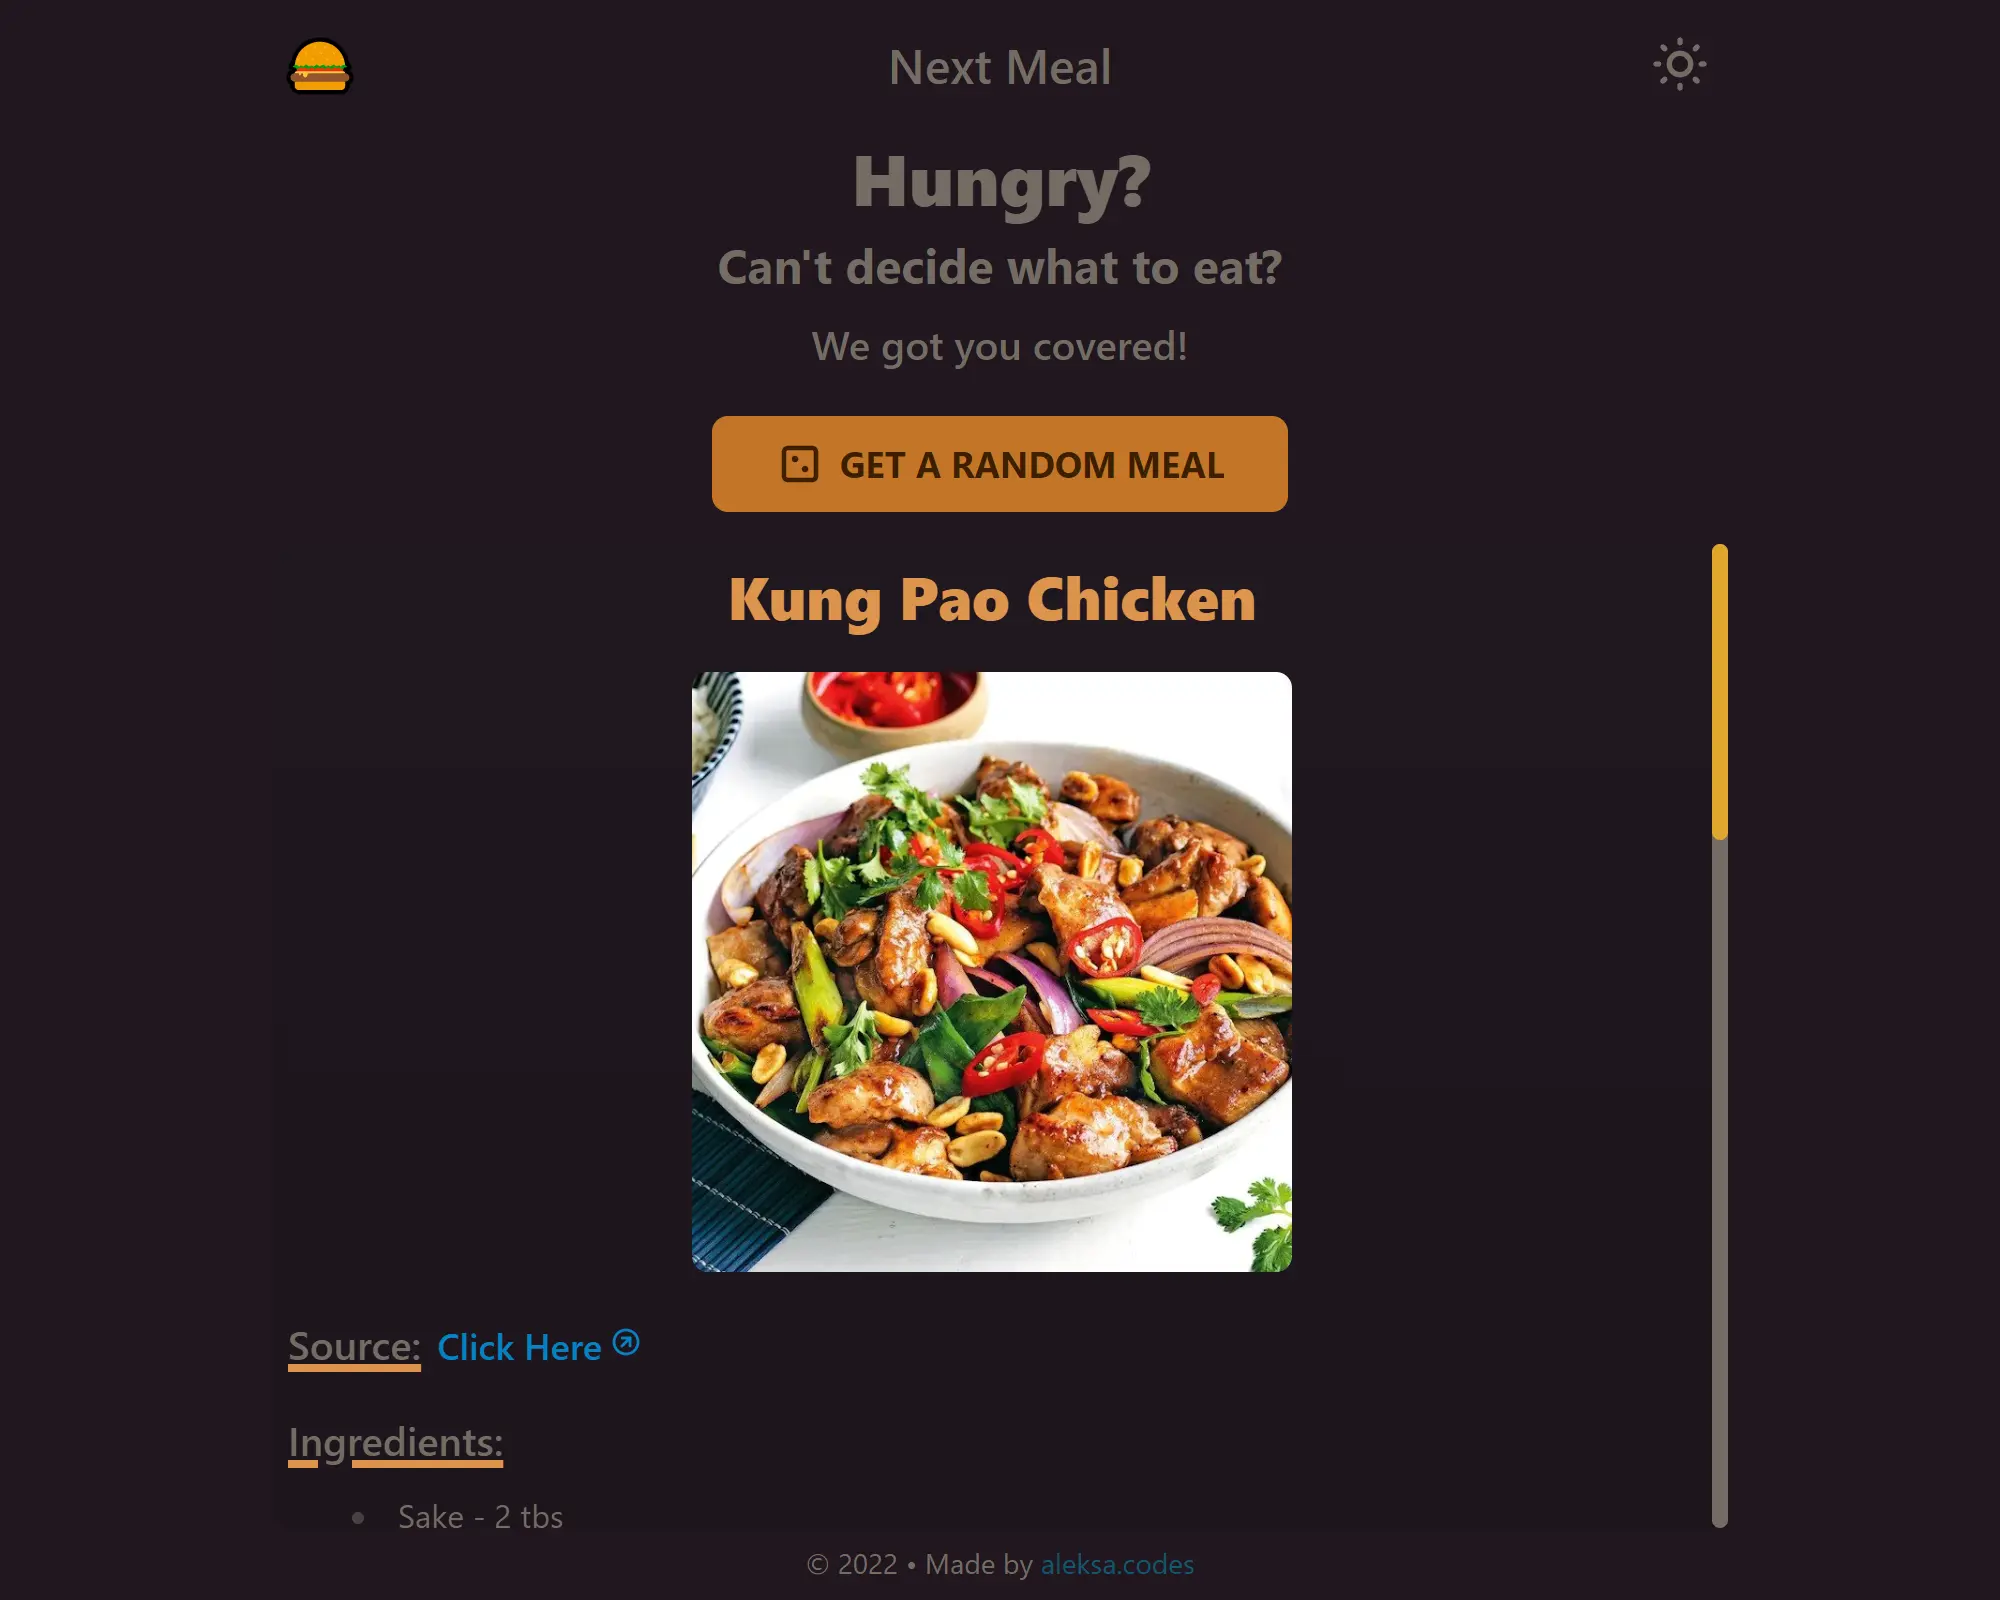 Next Meal
Hungry?
Can't decide what to eat?
We got you covered!
GET A RANDOM MEAL
Kung Pao Chicken
Source: Click Here
Ingredients:
• Sake - 2 tbs
© 2022 • Made by aleksa.codes